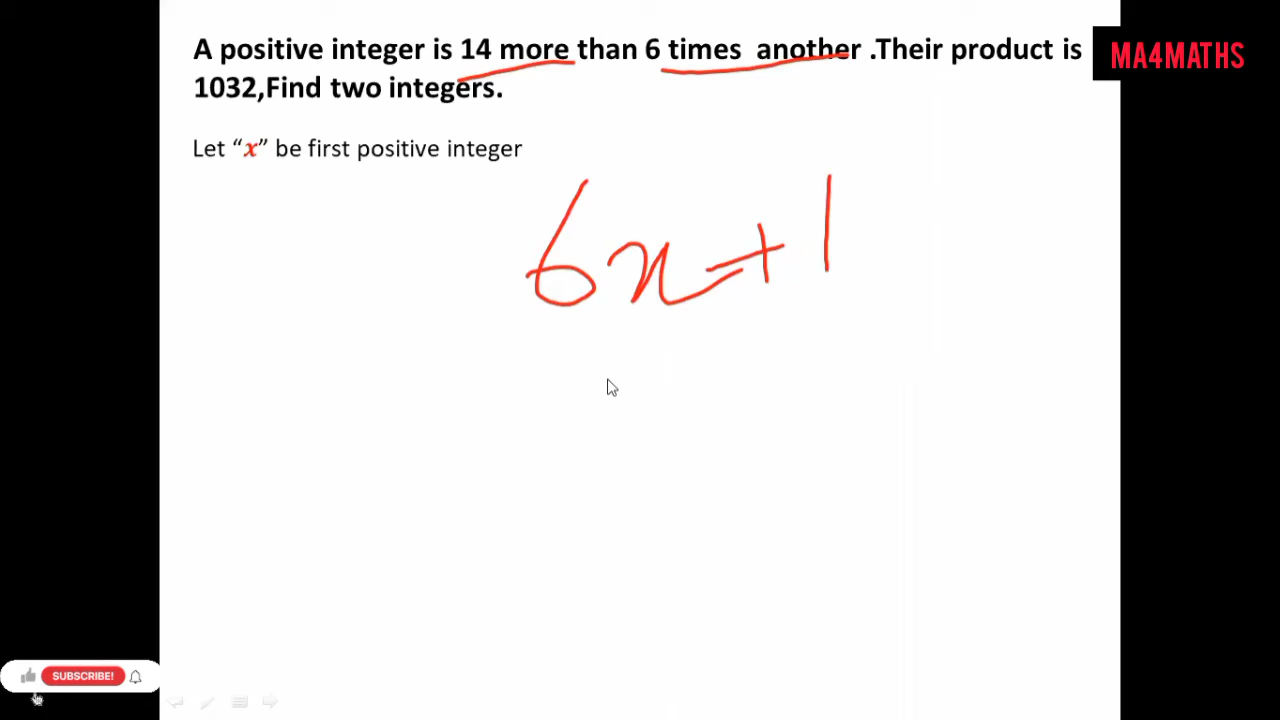 A positive integer is 14 more than 6 times another .Their product is
1032,Find two integers.
MA4MATHS
Let “x” be first positive integer
6x + 1
SUBSCRIBE!